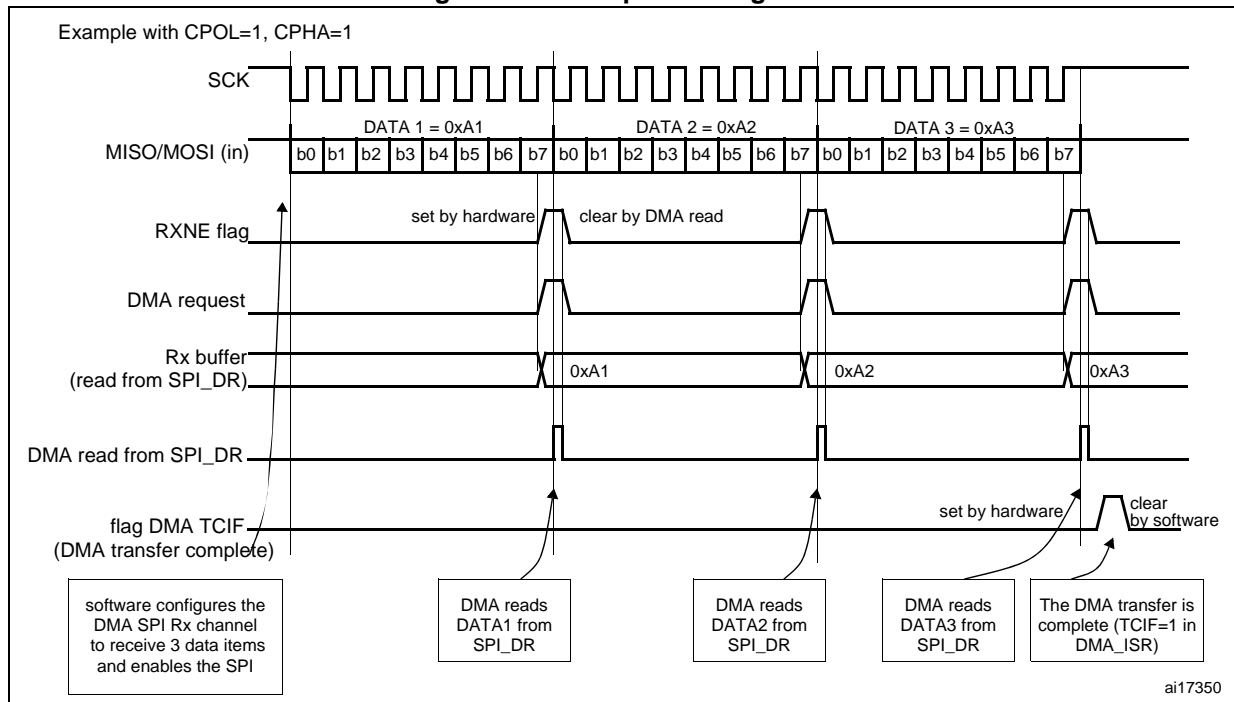 Example with CPOL=1, CPHA=1
SCK
DATA 1 = 0xA1
DATA 2 = 0xA2
DATA 3 = 0xA3
MISO/MOSI (in)
b0 b1 b2 b3 b4 b5 b6 b7 b0 b1 b2 b3 b4 b5 b6 b7 b0 b1 b2 b3 b4 b5 b6 b7
set by hardware
clear by DMA read
RXNE flag
DMA request
Rx buffer
(read from SPI_DR)
0xA1
0xA2
0xA3
DMA read from SPI_DR
flag DMA TCIF
(DMA transfer complete)
set by hardware
clear
by software
software configures the
DMA SPI Rx channel
to receive 3 data items
and enables the SPI
DMA reads
DATA1 from
SPI_DR
DMA reads
DATA2 from
SPI_DR
DMA reads
DATA3 from
SPI_DR
The DMA transfer is
complete (TCIF=1 in
DMA_ISR)
ai17350